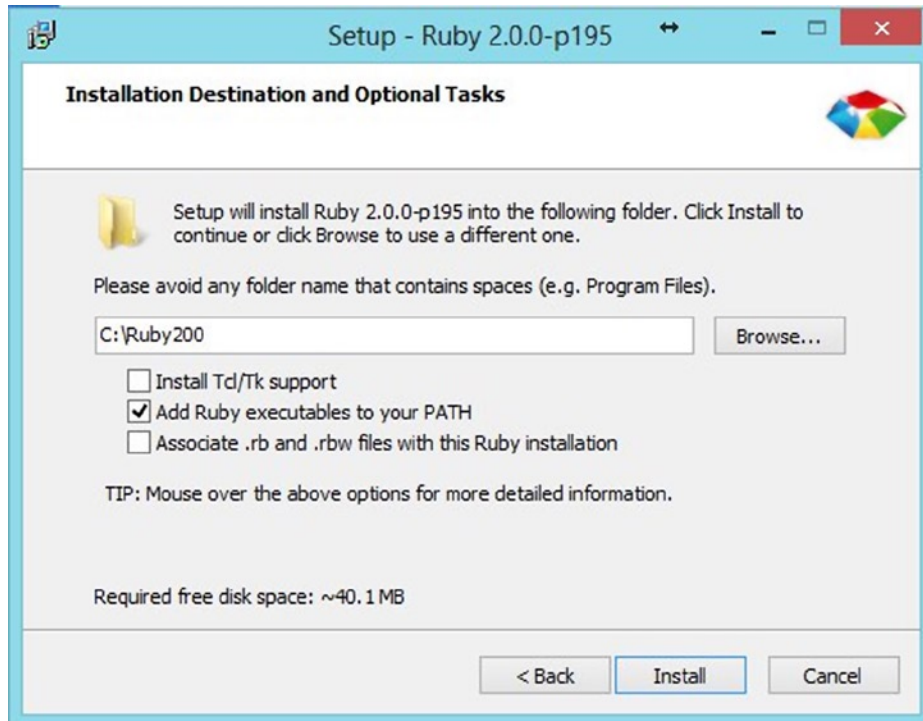 Setup - Ruby 2.0.0-p195
Installation Destination and Optional Tasks
Setup will install Ruby 2.0.0-p195 into the following folder. Click Install to
continue or click Browse to use a different one.
Please avoid any folder name that contains spaces (e.g. Program Files).
C:\Ruby200
Browse...
Install Tcl/Tk support
Add Ruby executables to your PATH
Associate .rb and .rbw files with this Ruby installation
TIP: Mouse over the above options for more detailed information.
Required free disk space: ~40.1 MB
< Back
Install
Cancel